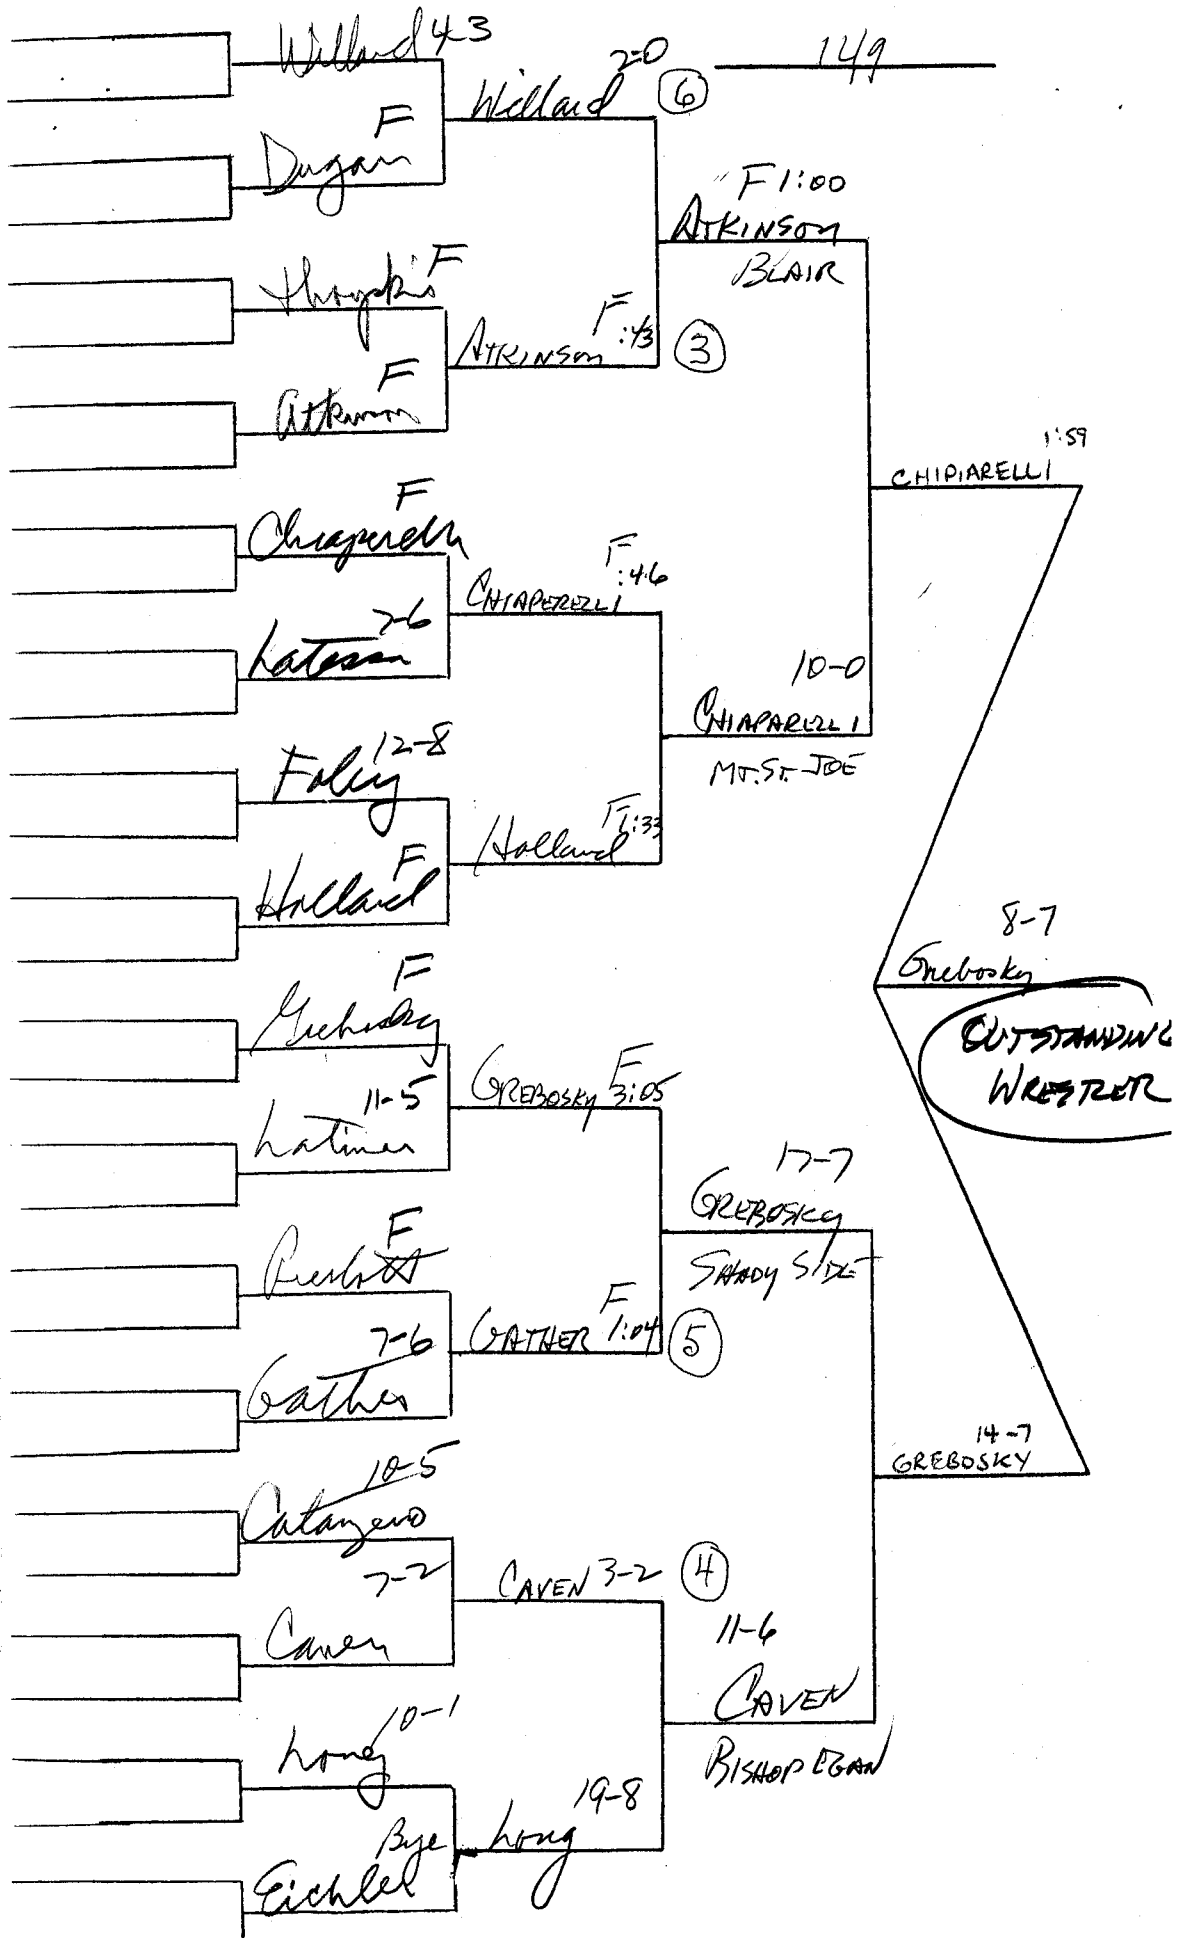 149
Willard 4-3
F
Dugan
2-0
Willard 6
F
F
Atkinson
F
ATKINSON :43
3
F 1:00
ATKINSON
BLAIR
F
Chiaperelli
7-6
Latessa
F
CHIAPERELLI :46
12-8
Foley
F
Holland
F
Holland 1:33
10-0
CHIAPARELLI
MT. ST. JOE
1:59
CHIPIARELLI
F
Grebosky
11-5
Latimer
F
GREBOSKY 3:05
F
7-6
Gather
F
GATHER 1:04 5
17-7
GREBOSKY
SHADY SIDE
10-5
Catanzero
7-2
Caven
CAVEN 3-2 4
10-1
Long
Bye
Eichlel
19-8
Long
11-6
CAVEN
BISHOP EGAN
14-7
GREBOSKY
8-7
Grebosky
OUTSTANDING
WRESTLER